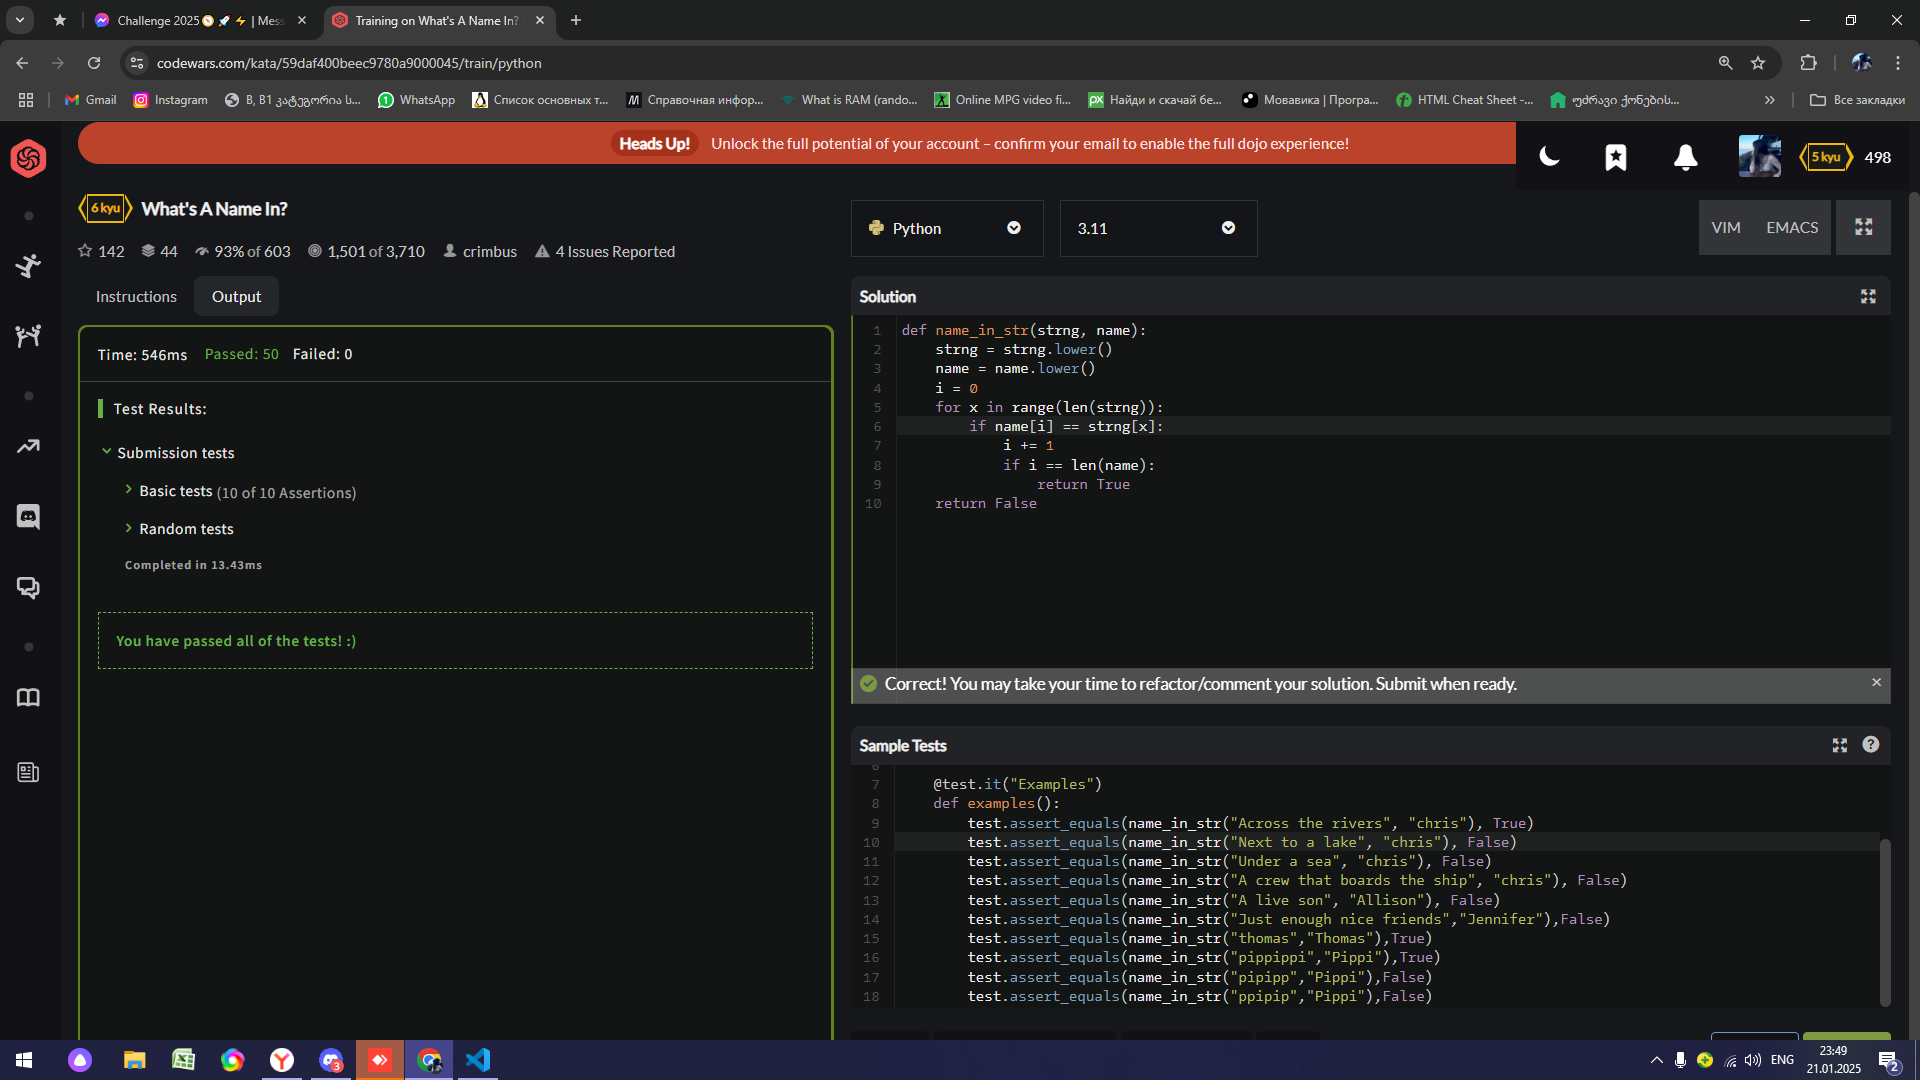 Challenge 2025 | Mess
Training on What's A Name In?
codewars.com/kata/59daf400beec9780a9000045/train/python
Gmail
Instagram
B, B1 კატეგორია ს...
WhatsApp
Список основных т...
Справочная инфор...
What is RAM (rando...
Online MPG video fi...
Найди и скачай бе...
Мовавика | Програ...
HTML Cheat Sheet -...
უძრავი ქონების...
»
Все закладки
Heads Up! Unlock the full potential of your account – confirm your email to enable the full dojo experience!
5 kyu 498
6 kyu What's A Name In?
142 44 93% of 603 1,501 of 3,710 crimbus 4 Issues Reported
Python
3.11
VIM EMACS
Instructions Output
Time: 546ms Passed: 50 Failed: 0
Test Results:
Submission tests
Basic tests (10 of 10 Assertions)
Random tests
Completed in 13.43ms
You have passed all of the tests! :)
Solution
1 def name_in_str(strng, name):
2 strng = strng.lower()
3 name = name.lower()
4 i = 0
5 for x in range(len(strng)):
6 if name[i] == strng[x]:
7 i += 1
8 if i == len(name):
9 return True
10 return False
Correct! You may take your time to refactor/comment your solution. Submit when ready.
Sample Tests
6
7 @test.it("Examples")
8 def examples():
9 test.assert_equals(name_in_str("Across the rivers", "chris"), True)
10 test.assert_equals(name_in_str("Next to a lake", "chris"), False)
11 test.assert_equals(name_in_str("Under a sea", "chris"), False)
12 test.assert_equals(name_in_str("A crew that boards the ship", "chris"), False)
13 test.assert_equals(name_in_str("A live son", "Allison"), False)
14 test.assert_equals(name_in_str("Just enough nice friends","Jennifer"),False)
15 test.assert_equals(name_in_str("thomas","Thomas"),True)
16 test.assert_equals(name_in_str("pippippi","Pippi"),True)
17 test.assert_equals(name_in_str("pipipp","Pippi"),False)
18 test.assert_equals(name_in_str("ppipip","Pippi"),False)
3
ENG
23:49
21.01.2025
2